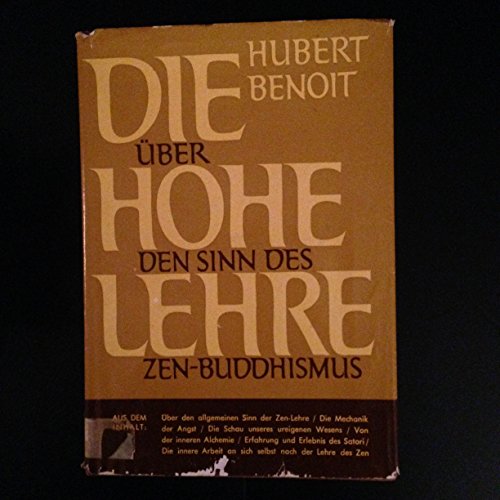 HUBERT
BENOIT
DIE
ÜBER
HOHE
DEN SINN DES
LEHRE
ZEN-BUDDHISMUS
AUS DEM
INHALT:
Über den allgemeinen Sinn der Zen-Lehre / Die Mechanik
der Angst / Die Schau unseres ureigenen Wesens / Von
der inneren Alchemie / Erfahrung und Erlebnis des Satori /
Die innere Arbeit an sich selbst nach der Lehre des Zen